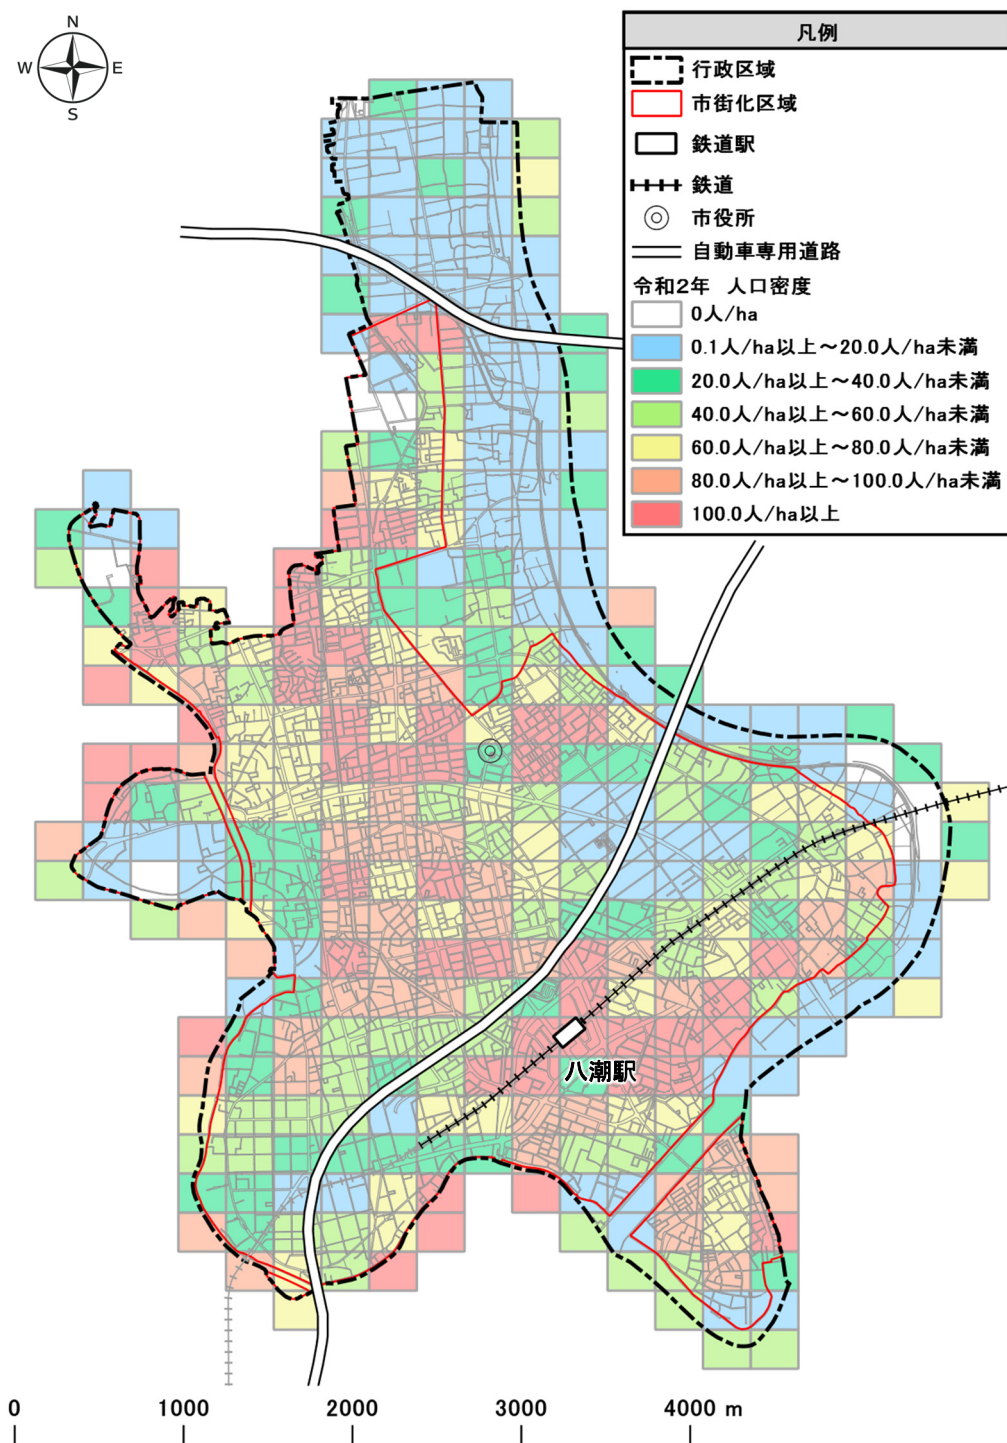 N
W E
S
凡例
行政区域
市街化区域
鉄道駅
鉄道
市役所
自動車専用道路
令和2年 人口密度
0人/ha
0.1人/ha以上～20.0人/ha未満
20.0人/ha以上～40.0人/ha未満
40.0人/ha以上～60.0人/ha未満
60.0人/ha以上～80.0人/ha未満
80.0人/ha以上～100.0人/ha未満
100.0人/ha以上
八潮駅
0 1000 2000 3000 4000 m